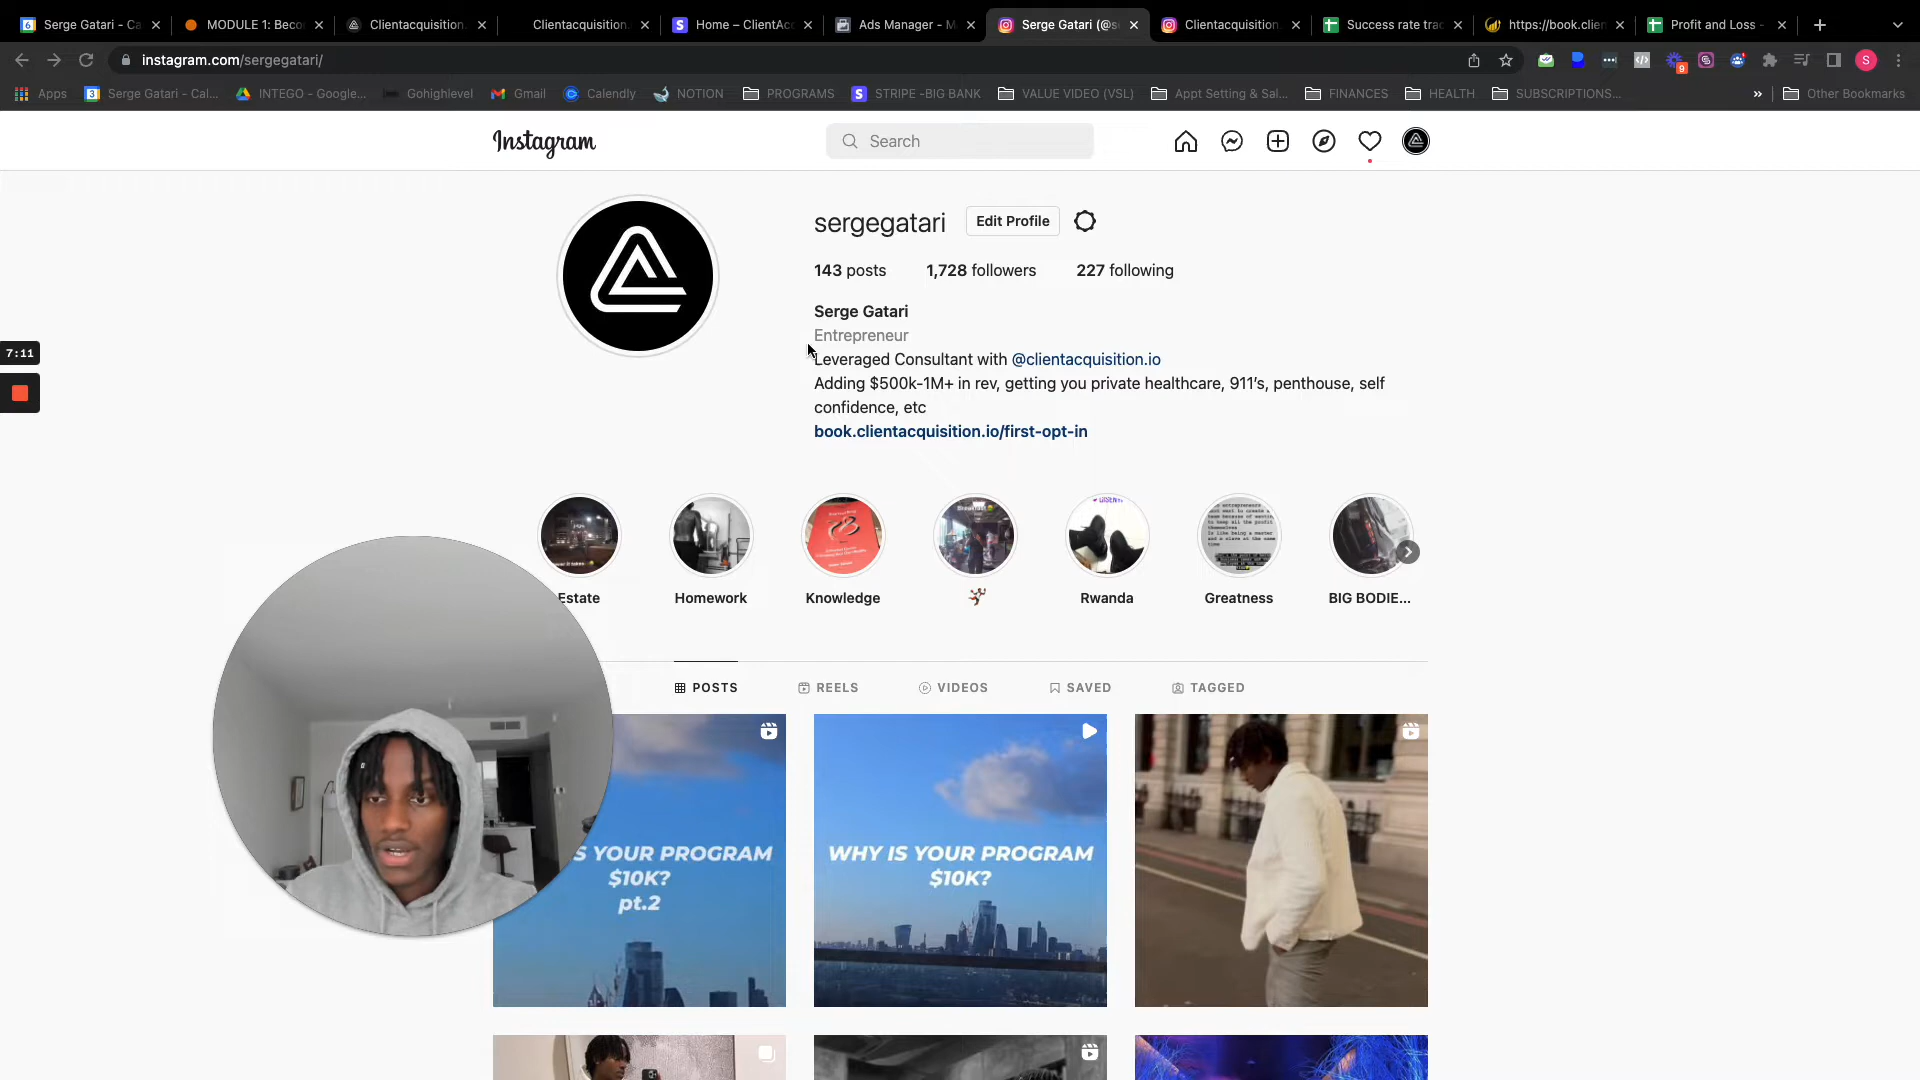 Serge Gatari - Ca
MODULE 1: Beco
Clientacquisition.
Clientacquisition.
Home – ClientAc
Ads Manager - M
Serge Gatari (@s
Clientacquisition
Success rate trac
https://book.clien
Profit and Loss -
instagram.com/sergegatari/
Apps
Serge Gatari - Cal...
INTEGO - Google...
Gohighlevel
Gmail
Calendly
NOTION
PROGRAMS
STRIPE -BIG BANK
VALUE VIDEO (VSL)
Appt Setting & Sal...
FINANCES
HEALTH
SUBSCRIPTIONS...
»
Other Bookmarks
Instagram
Search
sergegatari
Edit Profile
143 posts
1,728 followers
227 following
Serge Gatari
Entrepreneur
Leveraged Consultant with @clientacquisition.io
Adding $500k-1M+ in rev, getting you private healthcare, 911's, penthouse, self
confidence, etc
book.clientacquisition.io/first-opt-in
7:11
Estate
Homework
Knowledge
Rwanda
Greatness
BIG BODIE...
POSTS
REELS
VIDEOS
SAVED
TAGGED
S YOUR PROGRAM
$10K?
pt.2
WHY IS YOUR PROGRAM
$10K?